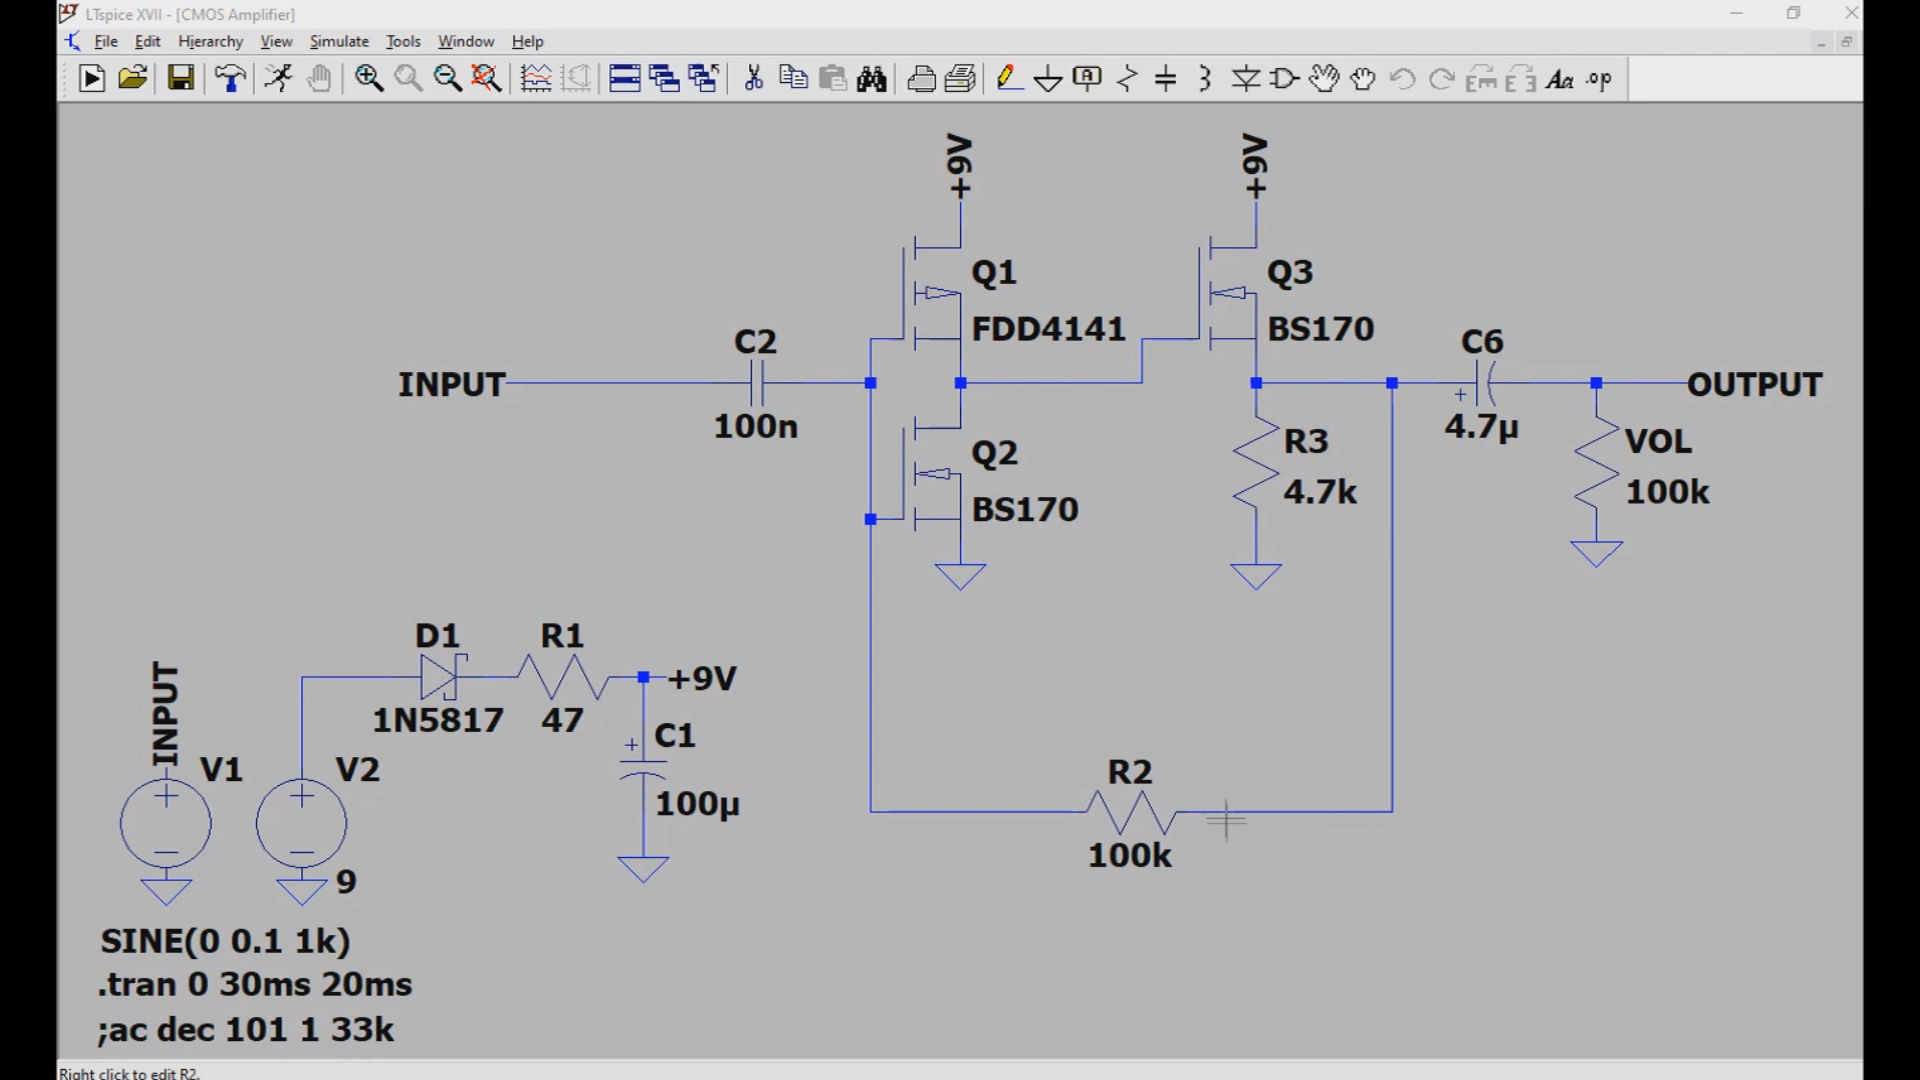 LTspice XVII - [CMOS Amplifier]
File Edit Hierarchy View Simulate Tools Window Help
A Aa .op
+9V
+9V
Q1
FDD4141
Q3
BS170
C2
100n
INPUT
C6
+
4.7µ
OUTPUT
Q2
BS170
R3
4.7k
VOL
100k
D1
1N5817
R1
47
+9V
INPUT
V1
+
V2
+
9
+
C1
100µ
R2
100k
SINE(0 0.1 1k)
.tran 0 30ms 20ms
;ac dec 101 1 33k
Right click to edit R2.